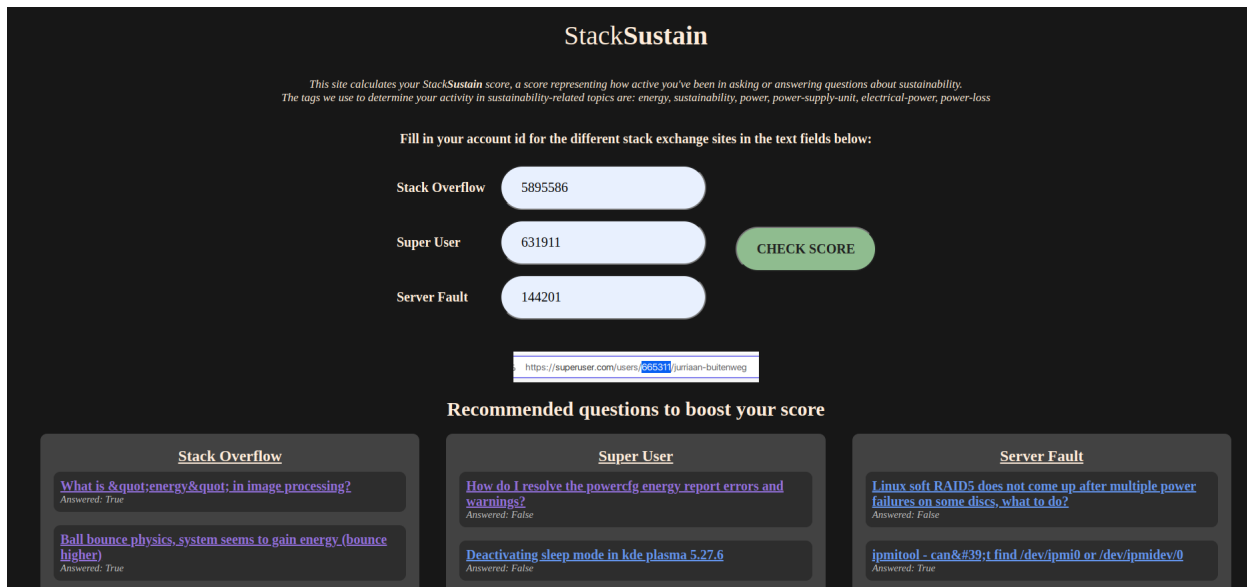 StackSustain
This site calculates your StackSustain score, a score representing how active you've been in asking or answering questions about sustainability.
The tags we use to determine your activity in sustainability-related topics are: energy, sustainability, power, power-supply-unit, electrical-power, power-loss
Fill in your account id for the different stack exchange sites in the text fields below:
Stack Overflow 5895586
Super User 631911
CHECK SCORE
Server Fault 144201
https://superuser.com/users/665311/jurriaan-buitenweg
Recommended questions to boost your score
Stack Overflow
What is &quot;energy&quot; in image processing?
Answered: True
Ball bounce physics, system seems to gain energy (bounce
higher)
Answered: True
Super User
How do I resolve the powercfg energy report errors and
warnings?
Answered: False
Deactivating sleep mode in kde plasma 5.27.6
Answered: False
Server Fault
Linux soft RAID5 does not come up after multiple power
failures on some discs, what to do?
Answered: False
ipmitool - can&#39;t find /dev/ipmi0 or /dev/ipmidev/0
Answered: True